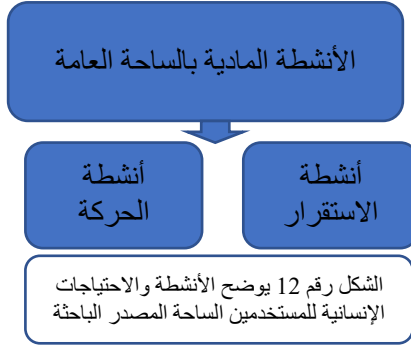 الأنشطة المادية بالساحة العامة
أنشطة
الاستقرار
أنشطة
الحركة
الشكل رقم 12 يوضح الأنشطة والاحتياجات
الإنسانية للمستخدمين الساحة المصدر الباحثة